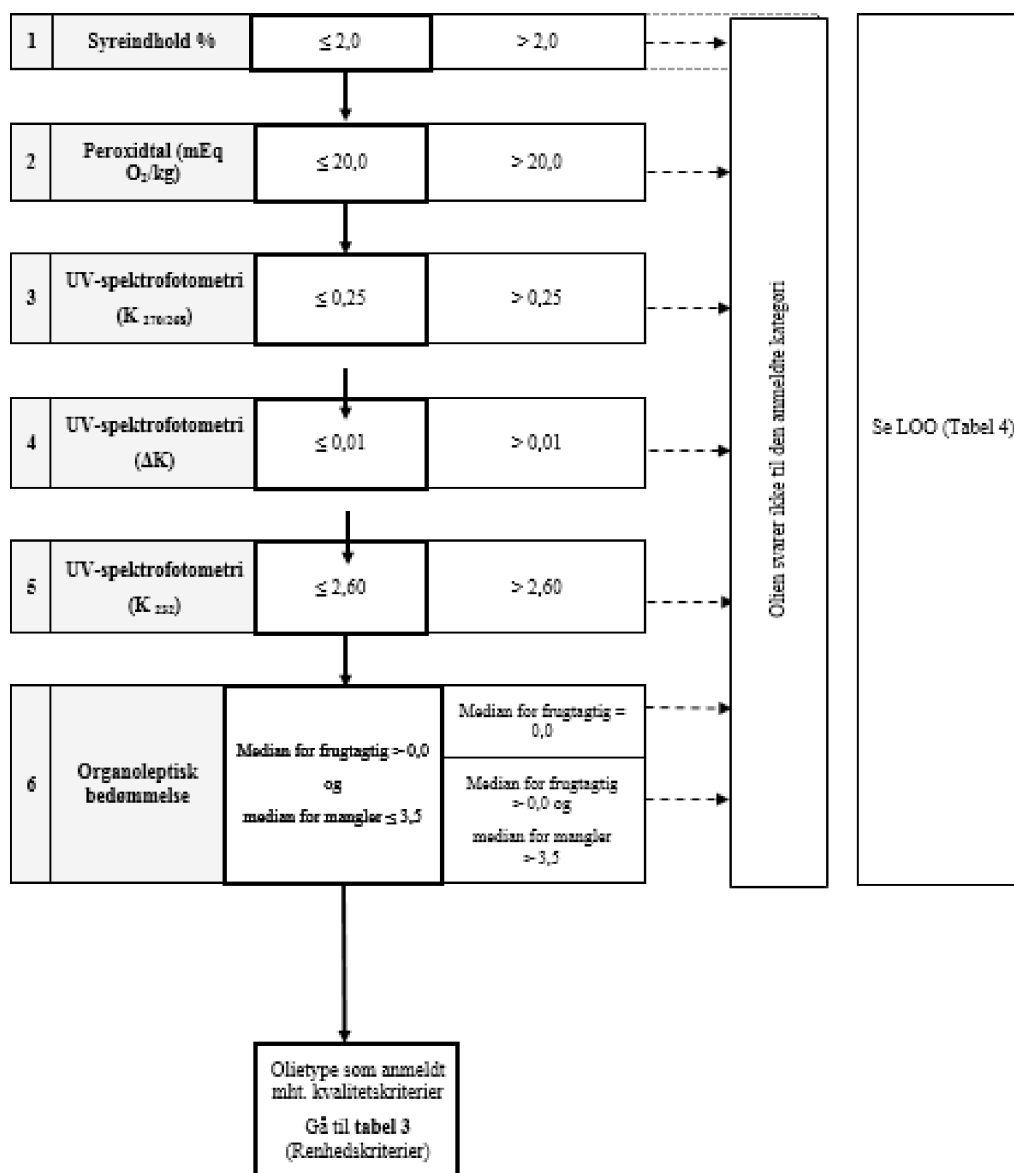 1 Syreindhold % ≤ 2,0 > 2,0
2 Peroxidtal (mEq
O₂/kg) ≤ 20,0 > 20,0
3 UV-spektrofotometri
(K 270/268) ≤ 0,25 > 0,25
4 UV-spektrofotometri
(ΔK) ≤ 0,01 > 0,01
5 UV-spektrofotometri
(K 232) ≤ 2,60 > 2,60
6 Organoleptisk
bedømmelse
Median for frugtagtig > 0,0
og
median for mangler ≤ 3,5
Median for frugtagtig =
0,0
Median for frugtagtig
> 0,0 og
median for mangler
> 3,5
Olien svarer ikke til den anmeldte kategori
Se LOO (Tabel 4)
Olietype som anmeldt
mht. kvalitetskriterier
Gå til tabel 3
(Renhedskriterier)